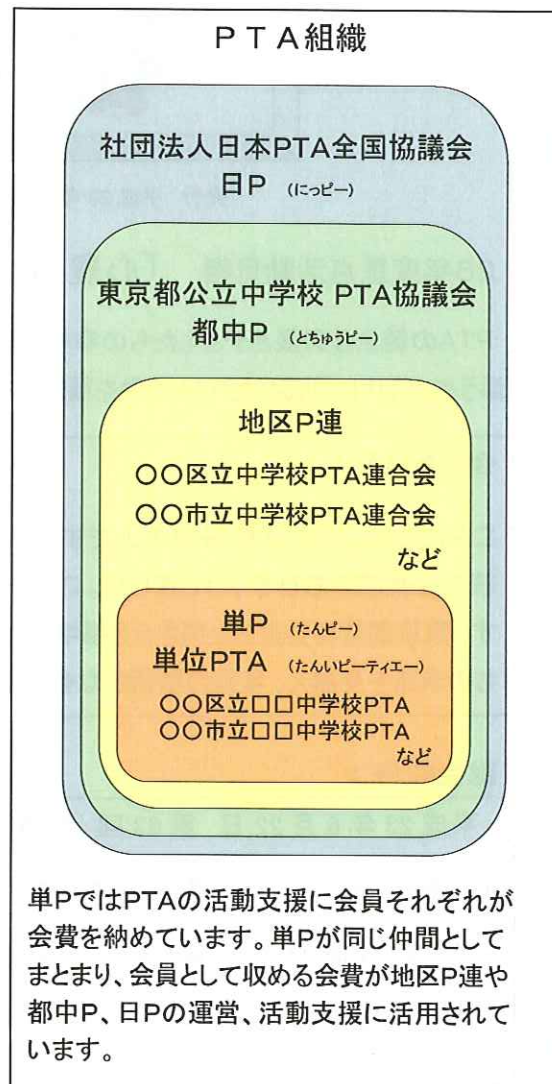 PTA組織
社団法人日本PTA全国協議会
日P (にっピー)
東京都公立中学校 PTA協議会
都中P (とちゅうピー)
地区P連
〇〇区立中学校PTA連合会
〇〇市立中学校PTA連合会
など
単P (たんピー)
単位PTA (たんいピーティエー)
〇〇区立□□中学校PTA
〇〇市立□□中学校PTA
など
単PではPTAの活動支援に会員それぞれが
会費を納めています。単Pが同じ仲間として
まとまり、会員として収める会費が地区P連や
都中P、日Pの運営、活動支援に活用されて
います。